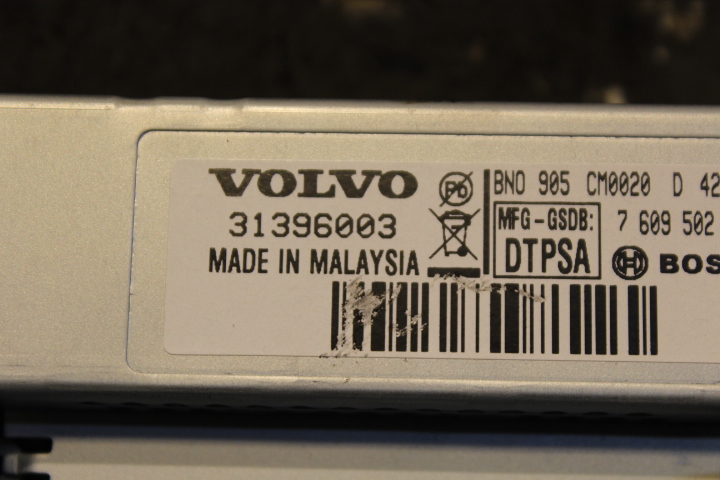 VOLVO Pb BNO 905 CM0020 D 42
31396003 MFG-GSDB: 7 609 502
MADE IN MALAYSIA DTPSA BOS